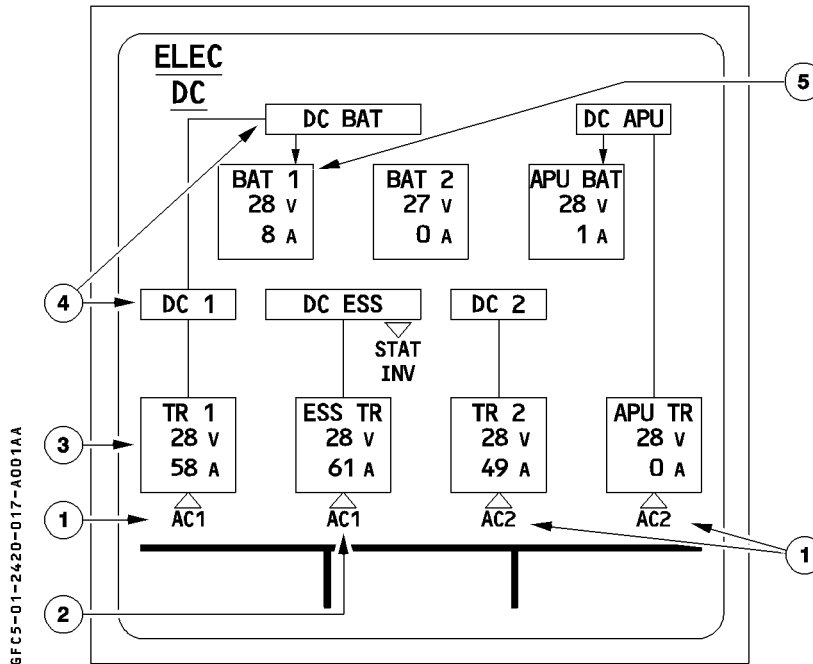 ELEC
DC
5
DC BAT
DC APU
BAT 1
28 V
8 A
BAT 2
27 V
0 A
APU BAT
28 V
1 A
4
DC 1
DC ESS
DC 2
STAT
INV
TR 1
28 V
58 A
ESS TR
28 V
61 A
TR 2
28 V
49 A
APU TR
28 V
0 A
3
1
AC1
AC1
AC2
AC2
1
2
GFC5-01-2420-017-A001AA